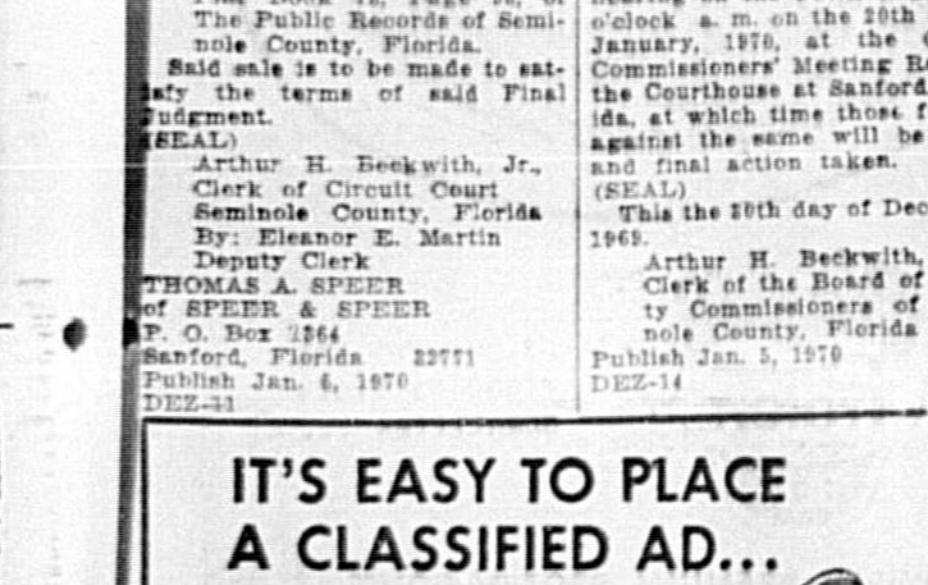 The Public Records of Semi-
nole County, Florida.
Said sale is to be made to sat-
isfy the terms of said Final
Judgment.
(SEAL)
Arthur H. Beckwith, Jr.,
Clerk of Circuit Court
Seminole County, Florida
By: Eleanor E. Martin
Deputy Clerk
THOMAS A. SPEER
of SPEER & SPEER
P. O. Box
Sanford, Florida
Publish Jan. 1970
o'clock a. m. on the 20th
January, 1970, at the
Commissioners' Meeting R
the Courthouse at Sanford
ida, at which time those f
against the same will be
and final action taken.
(SEAL)
This the day of Dec
1969.
Arthur H. Beckwith,
Clerk of the Board of
ty Commissioners of
nole County, Florida
Publish Jan. 5, 1970
DEZ-14
IT'S EASY TO PLACE
A CLASSIFIED AD...